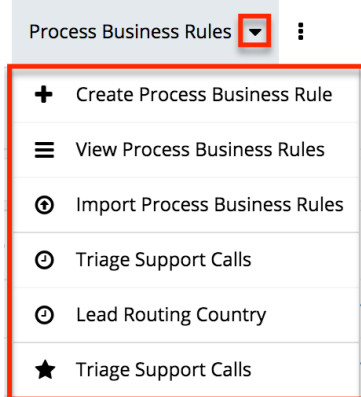 Process Business Rules
Create Process Business Rule
View Process Business Rules
Import Process Business Rules
Triage Support Calls
Lead Routing Country
Triage Support Calls